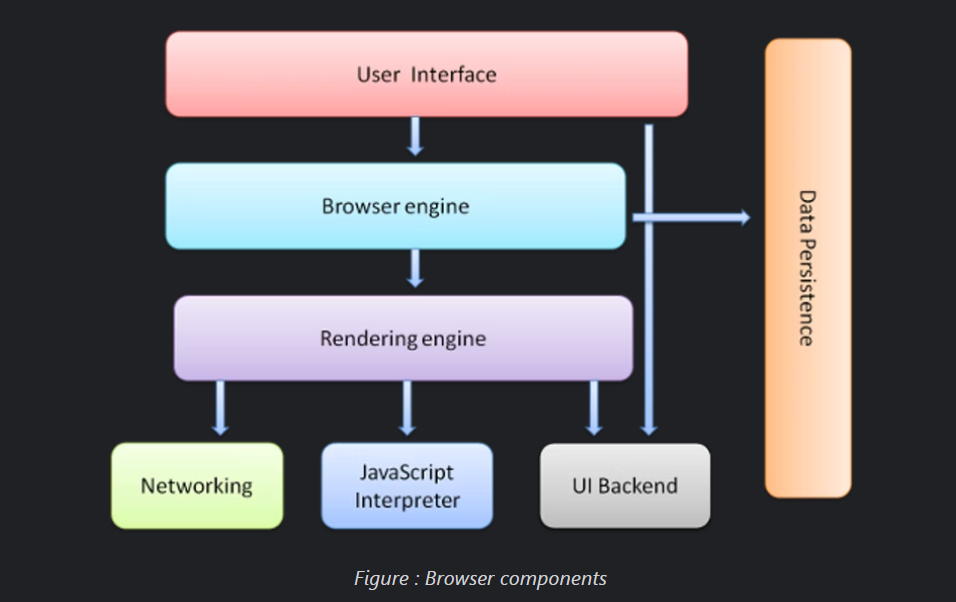 User Interface
Browser engine
Data Persistence
Rendering engine
Networking
JavaScript
Interpreter
UI Backend
Figure : Browser components